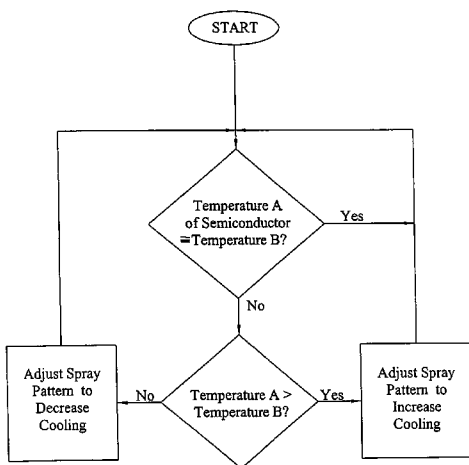 START
Temperature A
of Semiconductor
≅Temperature B?
Yes
No
Adjust Spray
Pattern to
Decrease
Cooling
No
Temperature A >
Temperature B?
Yes
Adjust Spray
Pattern to
Increase
Cooling